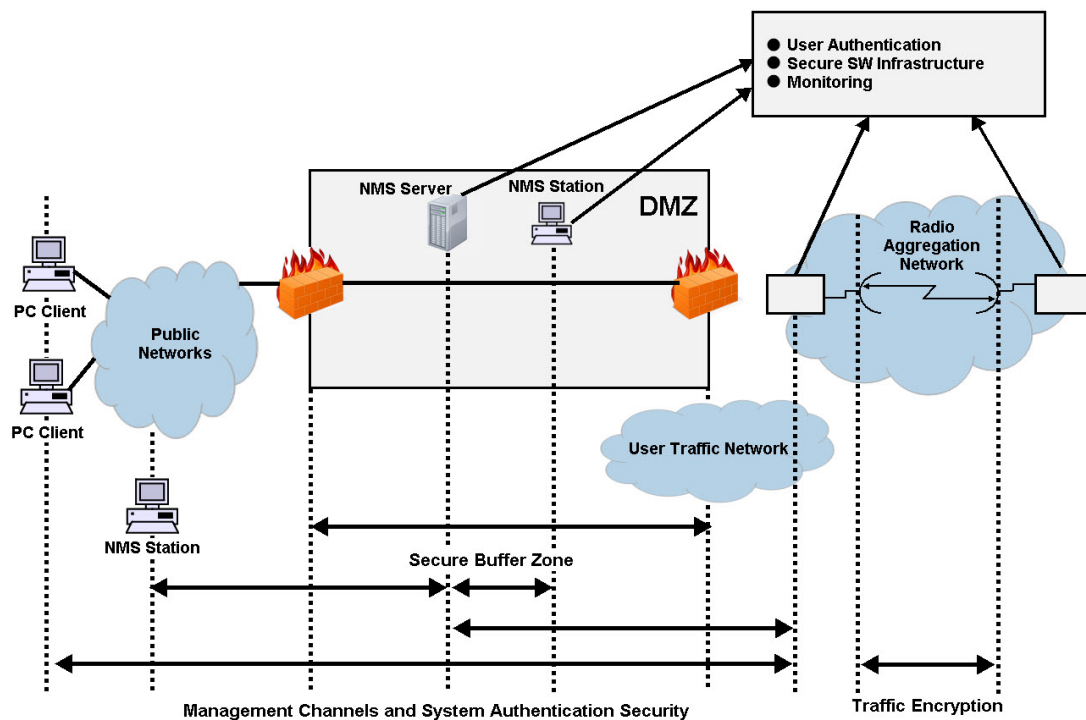 User Authentication
Secure SW Infrastructure
Monitoring
NMS Server
NMS Station
DMZ
Radio
Aggregation
Network
PC Client
Public
Networks
PC Client
User Traffic Network
NMS Station
Secure Buffer Zone
Traffic Encryption
Management Channels and System Authentication Security